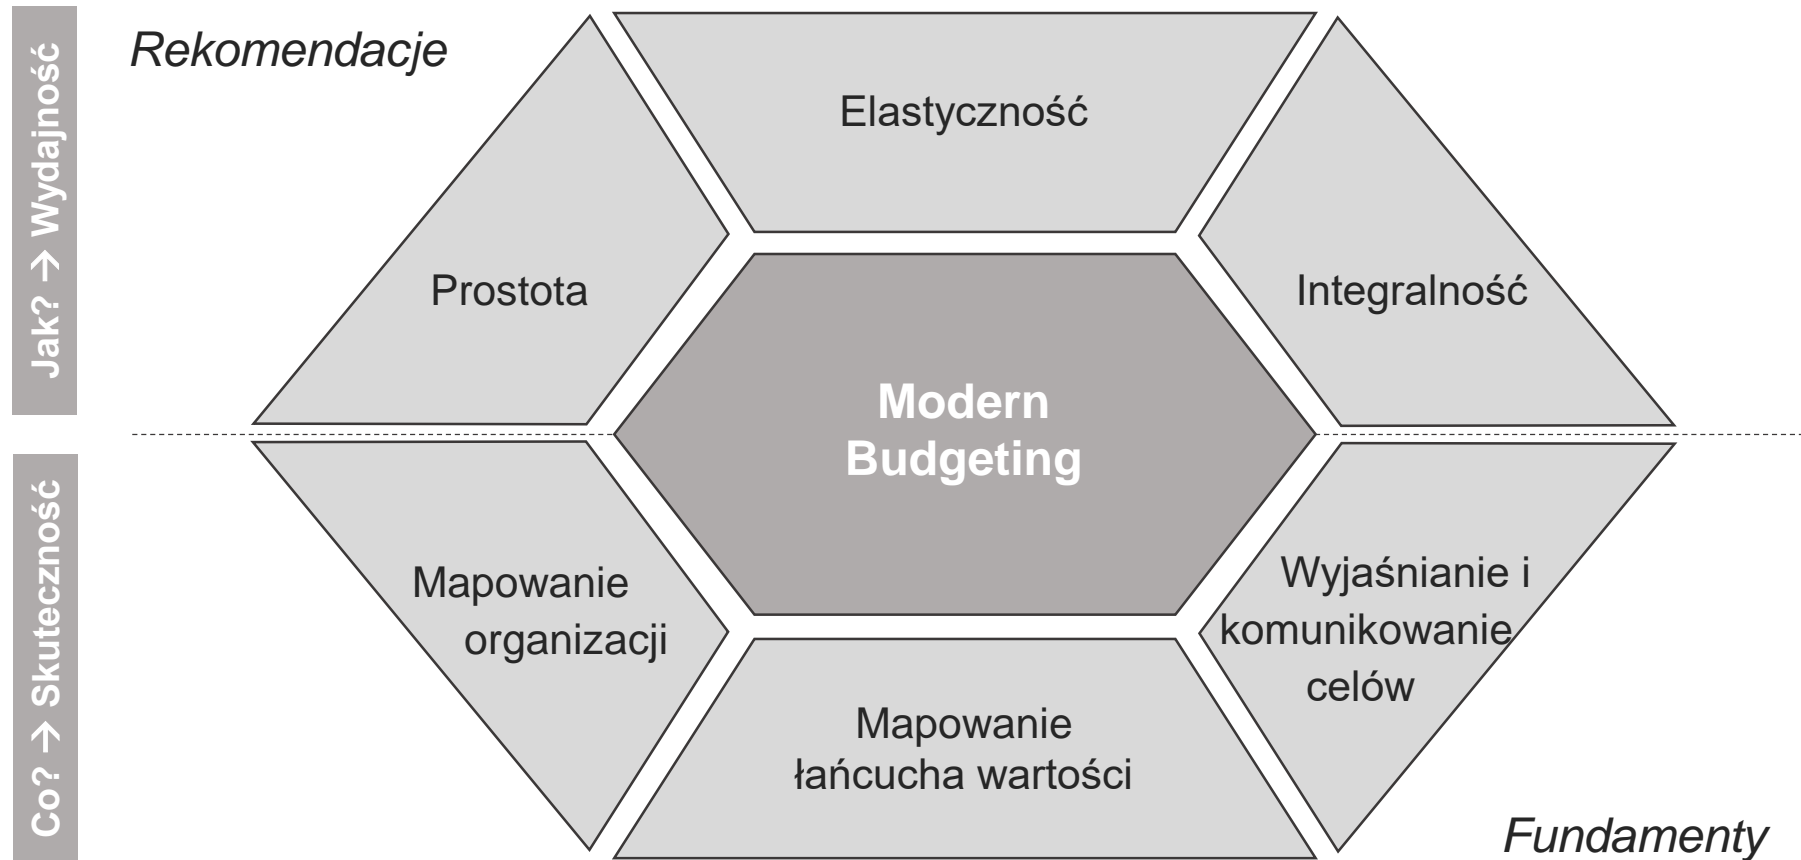 Rekomendacje
Jak? → Wydajność
Elastyczność
Prostota
Integralność
Modern
Budgeting
Co? → Skuteczność
Mapowanie
organizacji
Wyjaśnianie i
komunikowanie
celów
Mapowanie
łańcucha wartości
Fundamenty